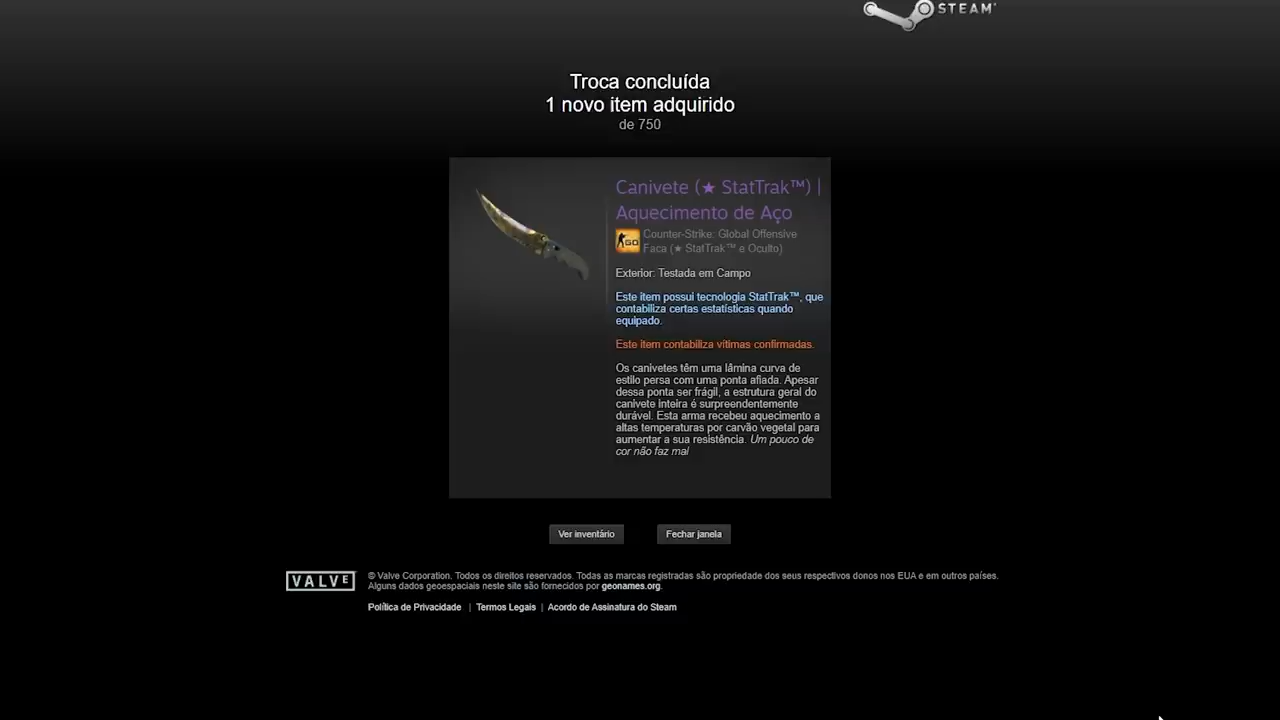 STEAM
Troca concluída
1 novo item adquirido
de 750
Canivete (★ StatTrak™) |
Aquecimento de Aço
GO
Counter-Strike: Global Offensive
Faca (★ StatTrak™ e Oculto)
Exterior: Testada em Campo
Este item possui tecnologia StatTrak™, que
contabiliza certas estatísticas quando
equipado.
Este item contabiliza vítimas confirmadas.
Os canivetes têm uma lâmina curva de
estilo persa com uma ponta afiada. Apesar
dessa ponta ser frágil, a estrutura geral do
canivete inteira é surpreendentemente
durável. Esta arma recebeu aquecimento a
altas temperaturas por carvão vegetal para
aumentar a sua resistência. Um pouco de
cor não faz mal
Ver inventário
Fechar janela
VALVE
© Valve Corporation. Todos os direitos reservados. Todas as marcas registradas são propriedade dos seus respectivos donos nos EUA e em outros países.
Alguns dados geoespaciais neste site são fornecidos por geonames.org.
Política de Privacidade | Termos Legais | Acordo de Assinatura do Steam